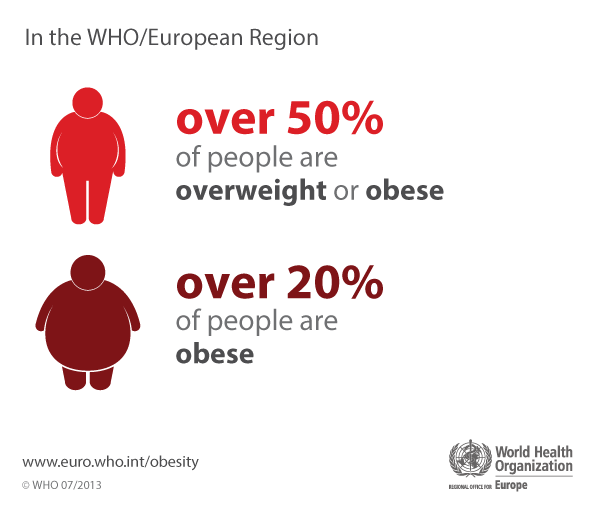 In the WHO/European Region
over 50%
of people are
overweight or obese
over 20%
of people are
obese
www.euro.who.int/obesity
© WHO 07/2013
World Health
Organization
REGIONAL OFFICE FOR Europe